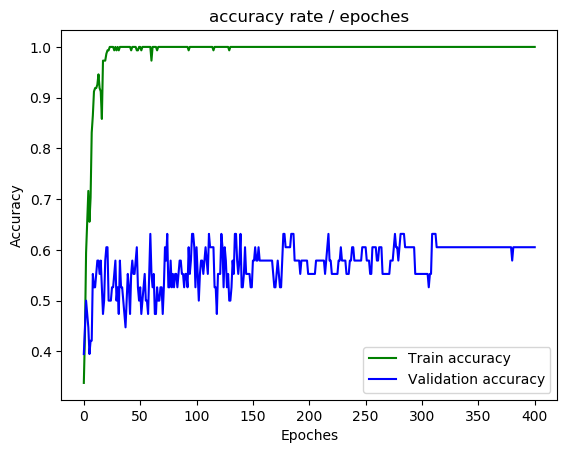 accuracy rate / epoches
1.0
0.9
0.8
0.7
0.6
0.5
0.4
Accuracy
Train accuracy
Validation accuracy
0 50 100 150 200 250 300 350 400
Epoches